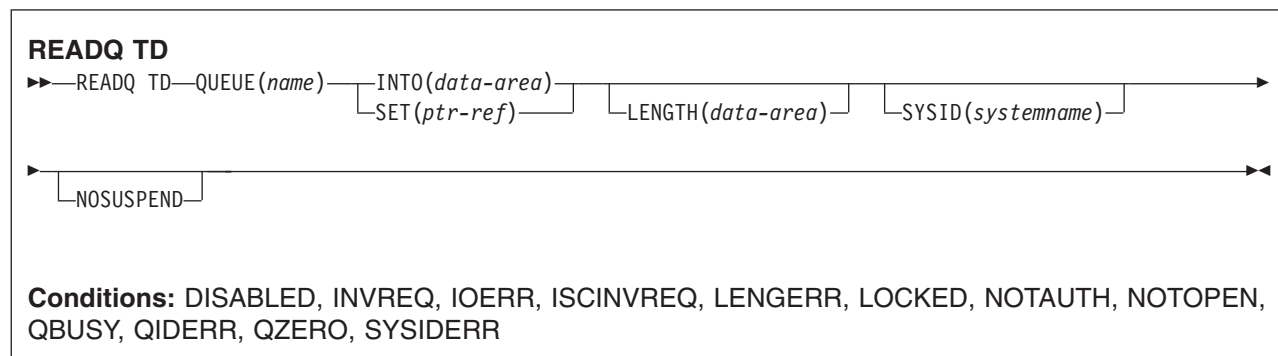 READQ TD
READQ TD QUEUE(name) INTO(data-area)
SET(ptr-ref) LENGTH(data-area) SYSID(systemname)
NOSUSPEND
Conditions: DISABLED, INVREQ, IOERR, ISCINVREQ, LENGERR, LOCKED, NOTAUTH, NOTOPEN,
QBUSY, QIDERR, QZERO, SYSIDERR